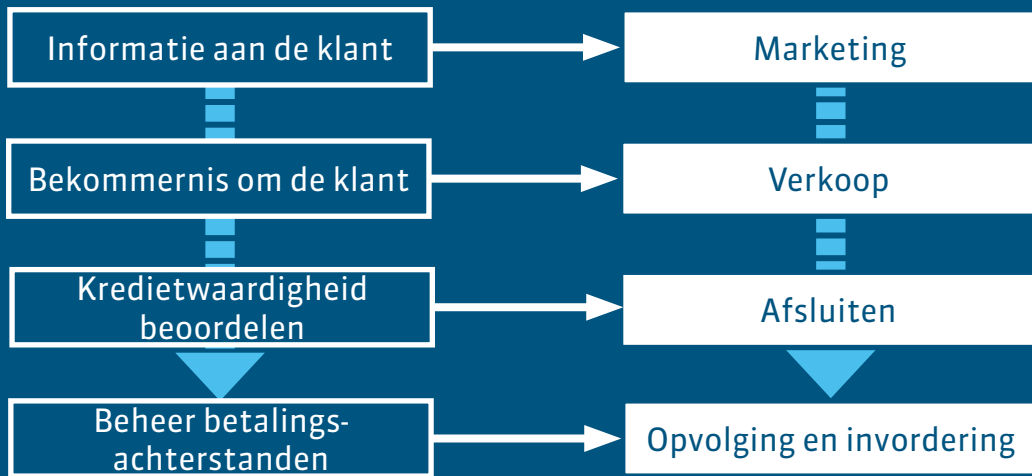 Informatie aan de klant
Marketing
Bekommernis om de klant
Verkoop
Kredietwaardigheid
beoordelen
Afsluiten
Beheer betalings-
achterstanden
Opvolging en invordering